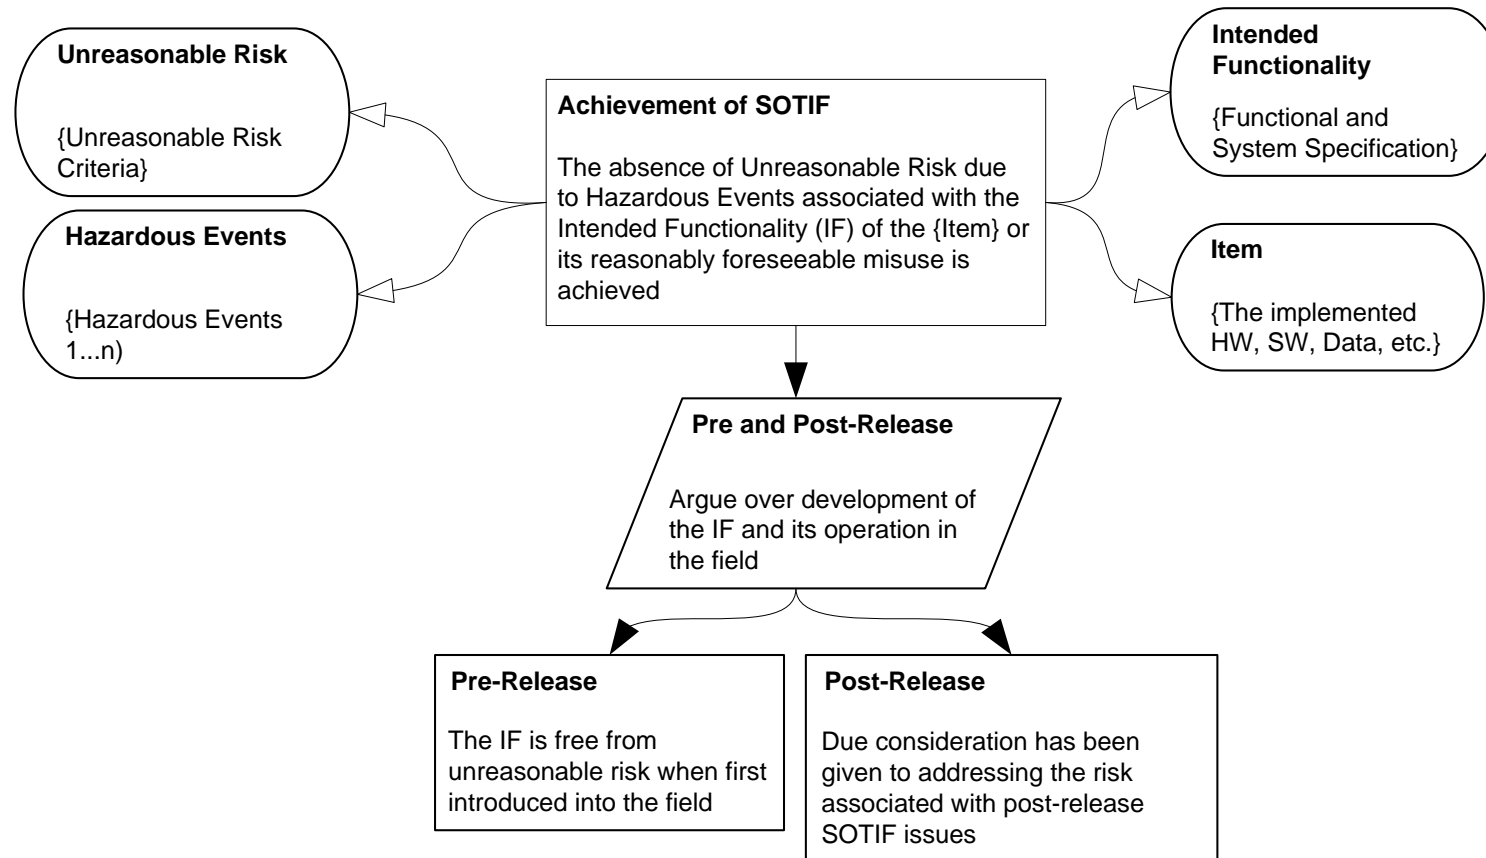 Unreasonable Risk
{Unreasonable Risk
Criteria}
Hazardous Events
{Hazardous Events
1...n)
Achievement of SOTIF
The absence of Unreasonable Risk due
to Hazardous Events associated with the
Intended Functionality (IF) of the {Item} or
its reasonably foreseeable misuse is
achieved
Intended
Functionality
{Functional and
System Specification}
Item
{The implemented
HW, SW, Data, etc.}
Pre and Post-Release
Argue over development of
the IF and its operation in
the field
Pre-Release
The IF is free from
unreasonable risk when first
introduced into the field
Post-Release
Due consideration has been
given to addressing the risk
associated with post-release
SOTIF issues